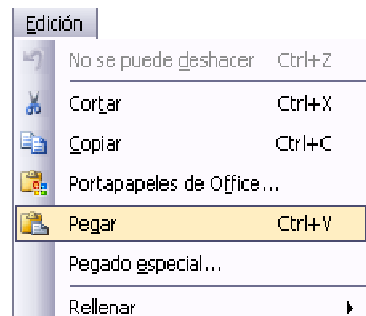 Edición
No se puede deshacer Ctrl+Z
Cortar Ctrl+X
Copiar Ctrl+C
Portapapeles de Office...
Pegar Ctrl+V
Pegado especial...
Rellenar